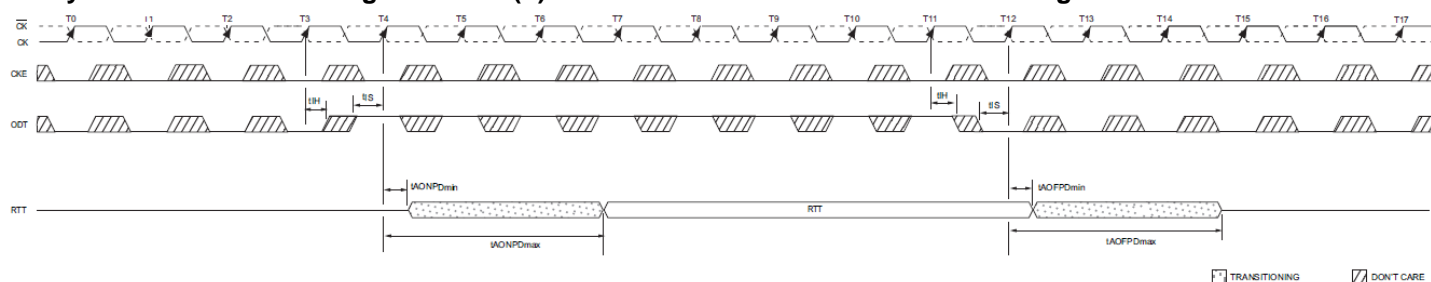 CK T0 T1 T2 T3 T4 T5 T6 T7 T8 T9 T10 T11 T12 T13 T14 T15 T16 T17
CK
CKE
tIH tIS tIH tIS
ODT
tAONPDmin tAOFPDmin
RTT RTT
tAONPDmax tAOFPDmax
TRANSITIONING DON'T CARE